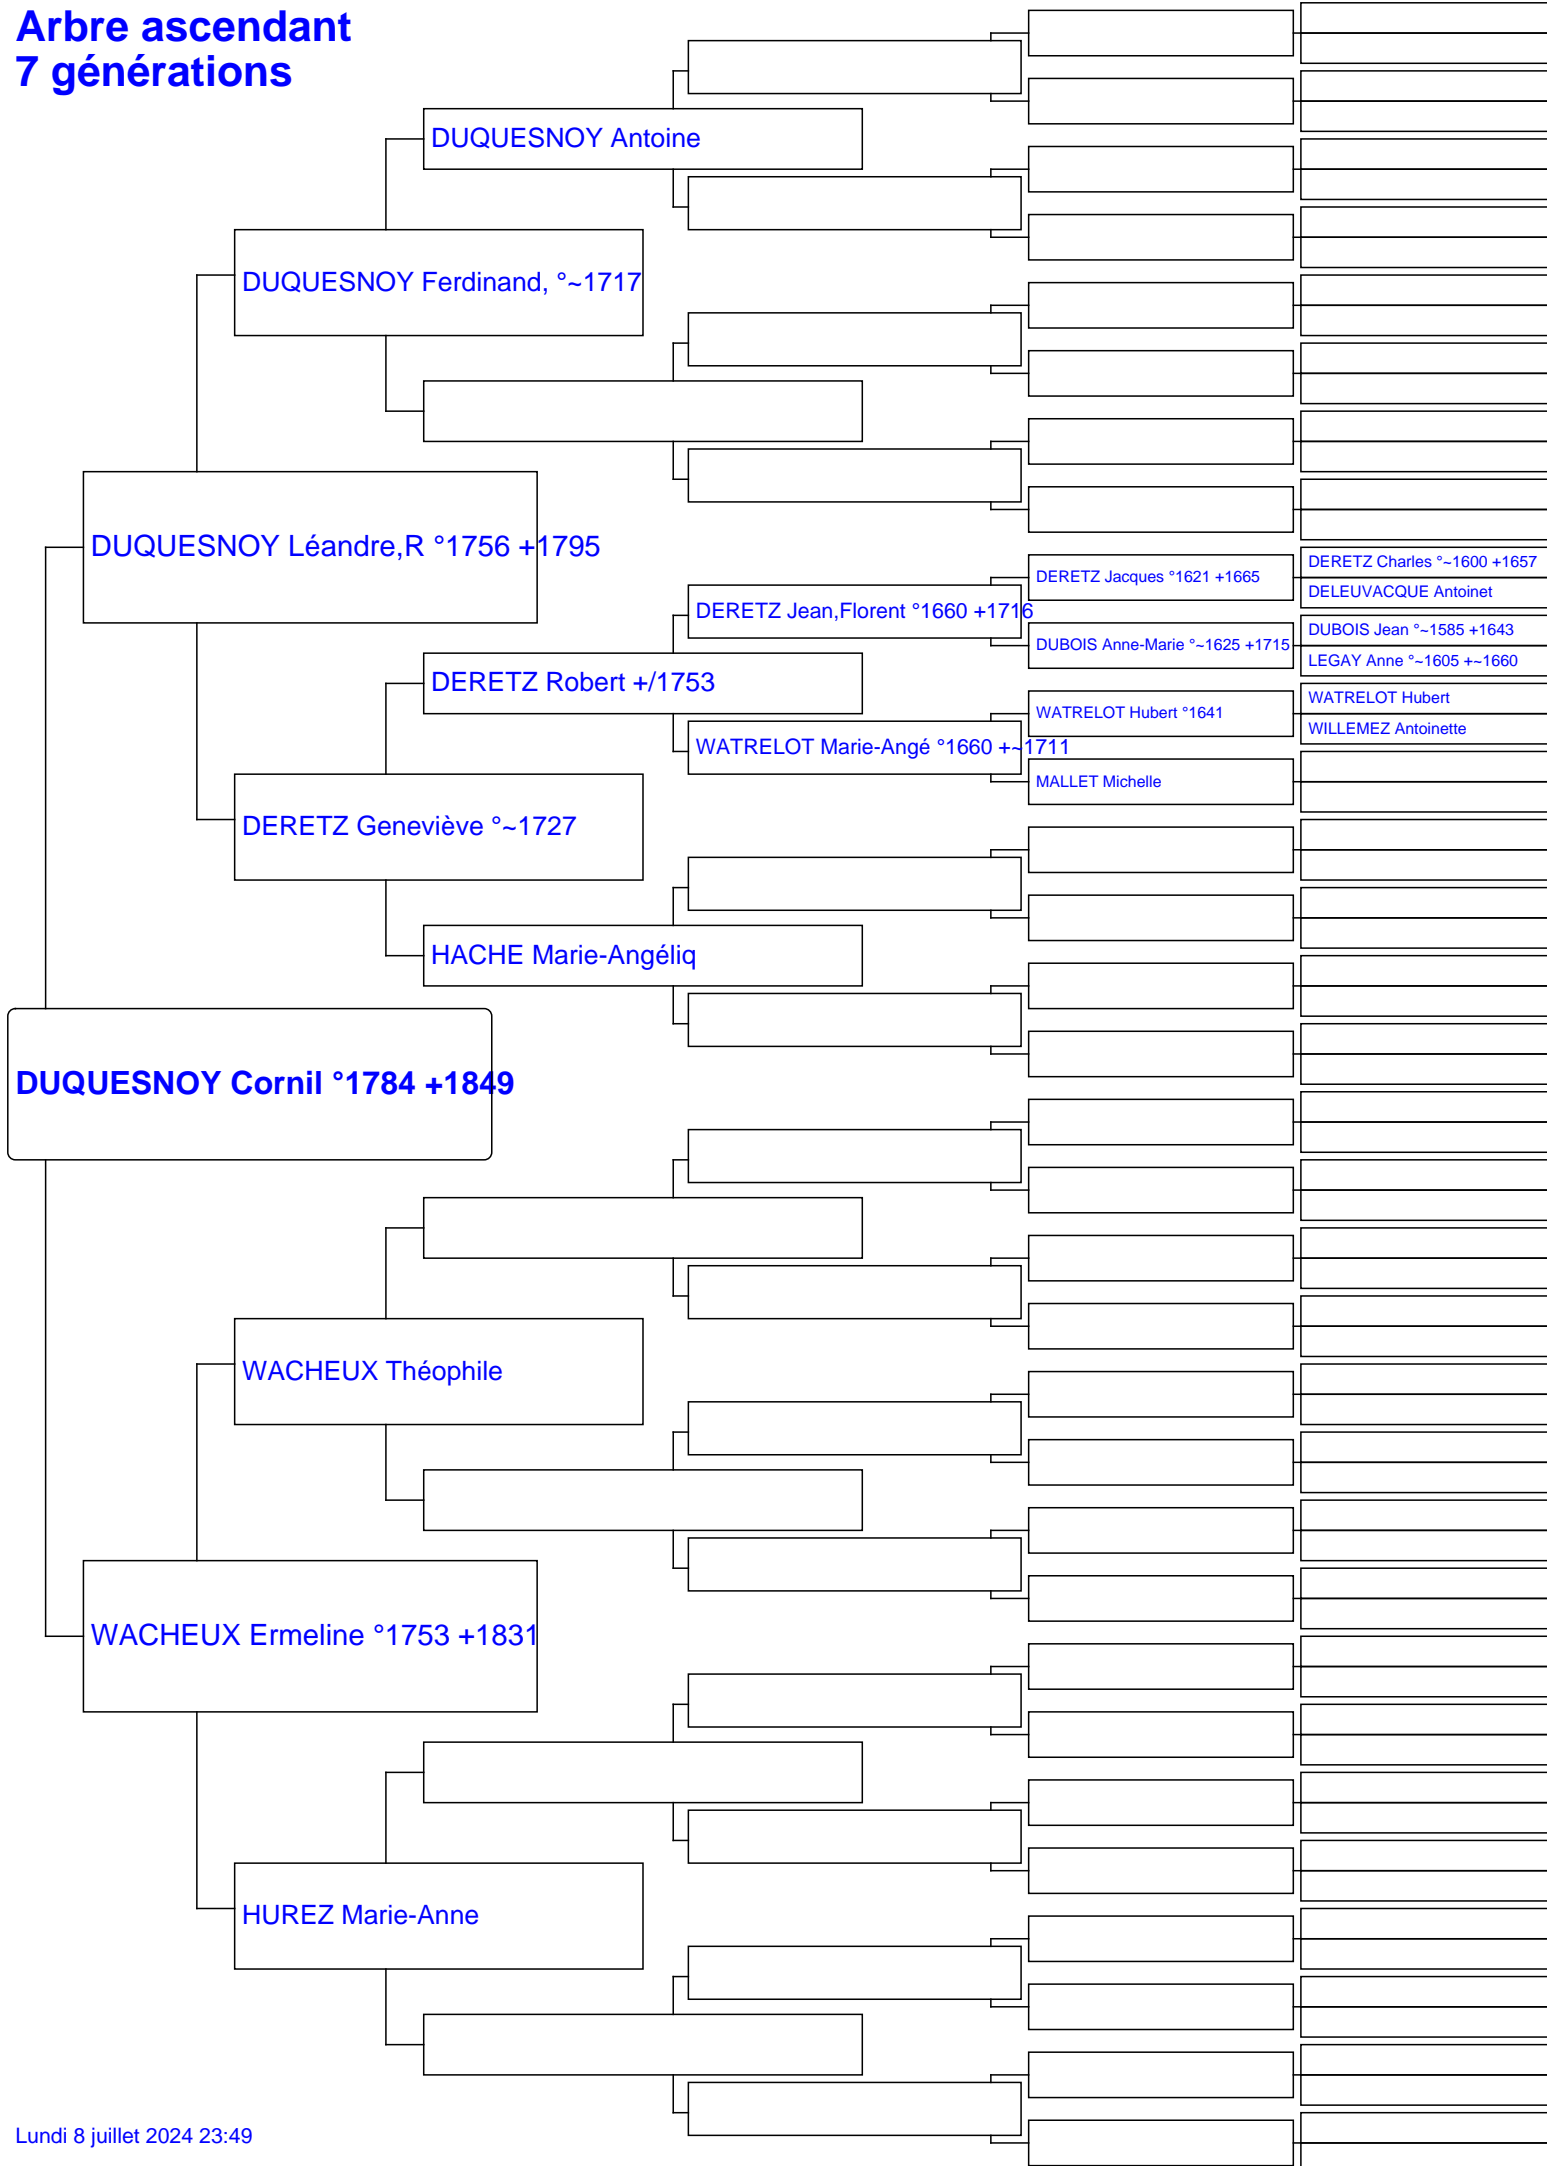 Arbre ascendant
7 générations
DUQUESNOY Antoine
DUQUESNOY Ferdinand, °~1717
DUQUESNOY Léandre,R °1756 +1795
DERETZ Charles °~1600 +1657
DERETZ Jacques °1621 +1665
DELEUVACQUE Antoinet
DERETZ Jean,Florent °1660 +1716
DUBOIS Jean °~1585 +1643
DUBOIS Anne-Marie °~1625 +1715
LEGAY Anne °~1605 +~1660
DERETZ Robert +/1753
WATRELOT Hubert
WATRELOT Hubert °1641
WILLEMEZ Antoinette
WATRELOT Marie-Angé °1660 +~1711
MALLET Michelle
DERETZ Geneviève °~1727
HACHE Marie-Angéliq
DUQUESNOY Cornil °1784 +1849
WACHEUX Théophile
WACHEUX Ermeline °1753 +1831
HUREZ Marie-Anne
Lundi 8 juillet 2024 23:49